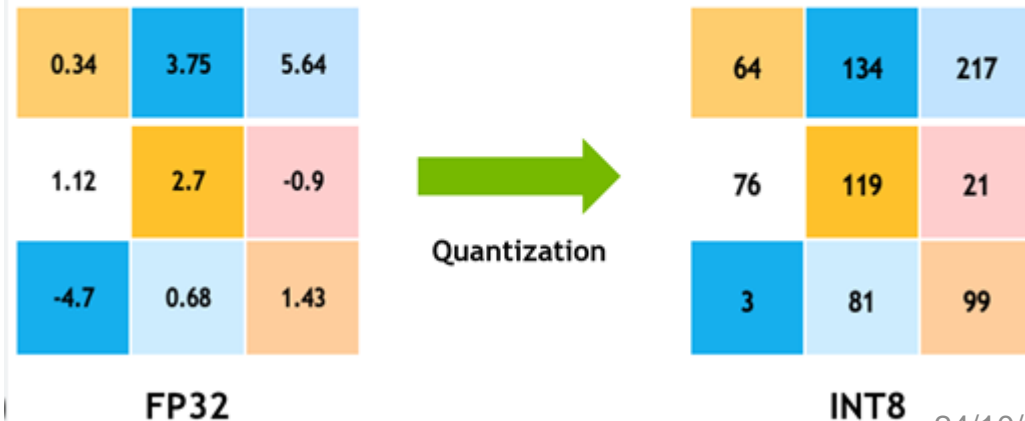 0.34 3.75 5.64 64 134 217
1.12 2.7 -0.9 76 119 21
Quantization
-4.7 0.68 1.43 3 81 99
FP32 INT8